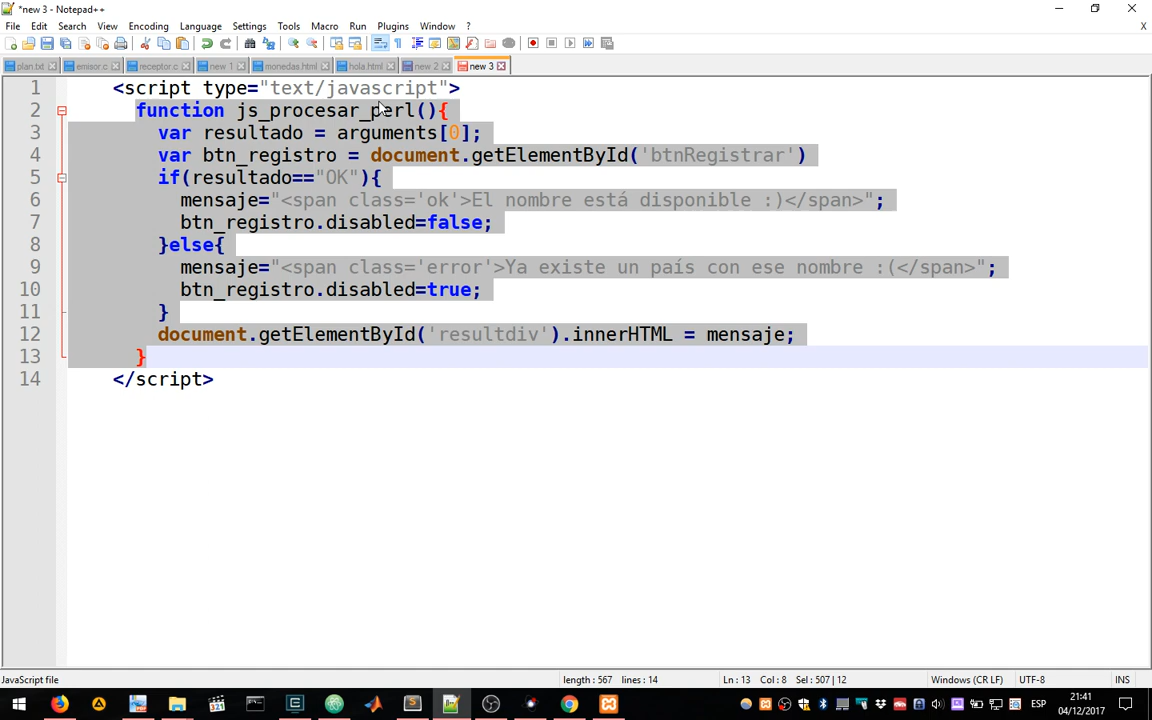 *new 3 - Notepad++
File Edit Search View Encoding Language Settings Tools Macro Run Plugins Window ?
X
plan.txt emisor.c receptor.c new 1 monedas.html hola.html new 2 new 3
1 <script type="text/javascript">
2 function js_procesar_perl(){
3 var resultado = arguments[0];
4 var btn_registro = document.getElementById('btnRegistrar')
5 if(resultado=="OK"){
6 mensaje="<span class='ok'>El nombre está disponible :)</span>";
7 btn_registro.disabled=false;
8 }else{
9 mensaje="<span class='error'>Ya existe un país con ese nombre :(</span>";
10 btn_registro.disabled=true;
11 }
12 document.getElementById('resultdiv').innerHTML = mensaje;
13 }
14 </script>
JavaScript file length: 567 lines: 14 Ln: 13 Col: 8 Sel: 507 | 12 Windows (CR LF) UTF-8 INS
321
ESP
21:41
04/12/2017